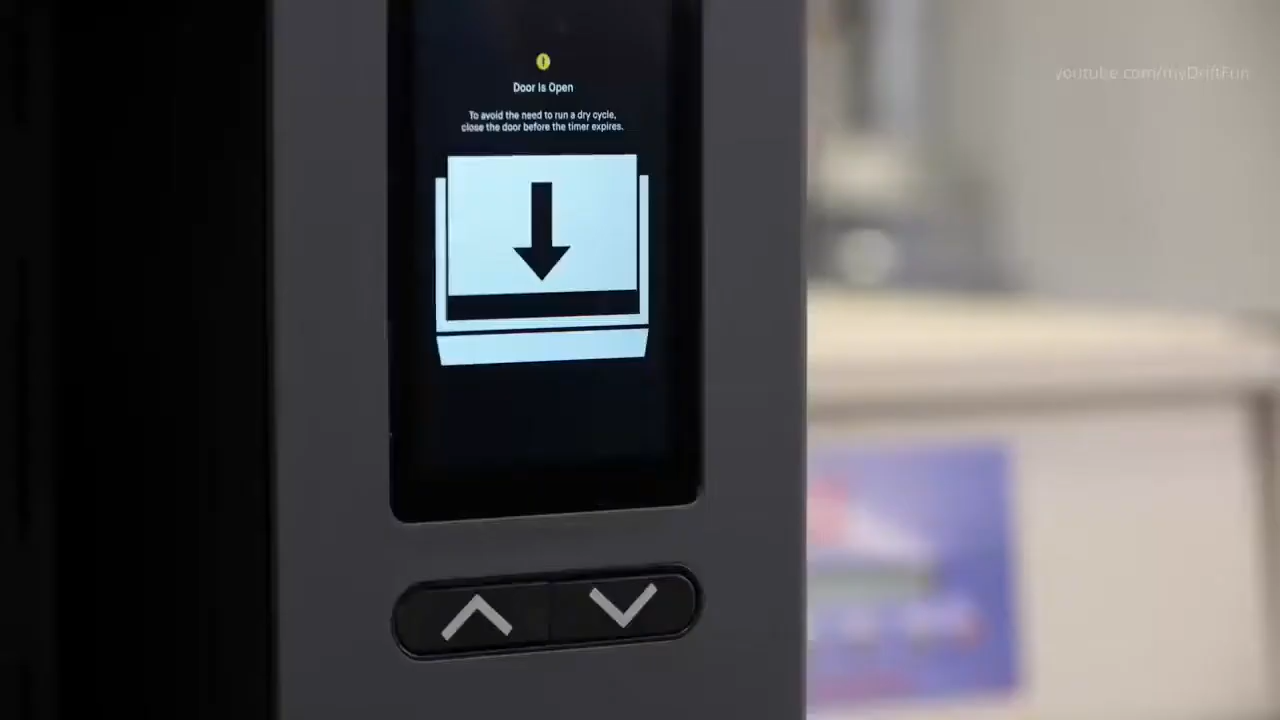 youtube.com/myDriftFun
Door Is Open
To avoid the need to run a dry cycle,
close the door before the timer expires.